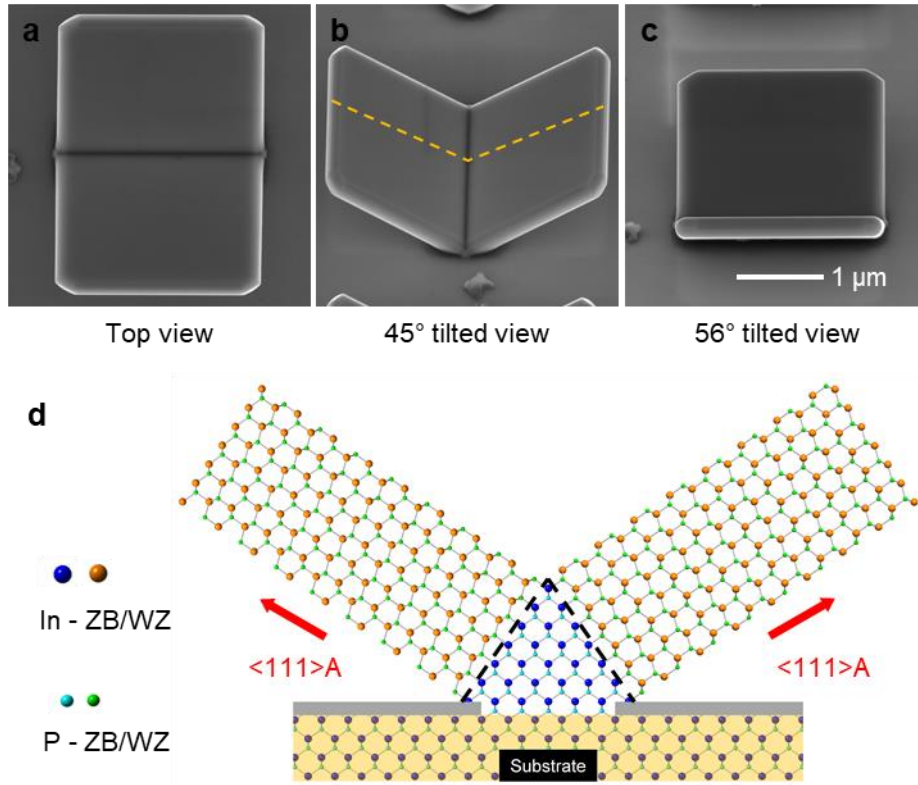 a
b
c
1 μm
Top view
45° tilted view
56° tilted view
d
In - ZB/WZ
P - ZB/WZ
<111>A
<111>A
Substrate